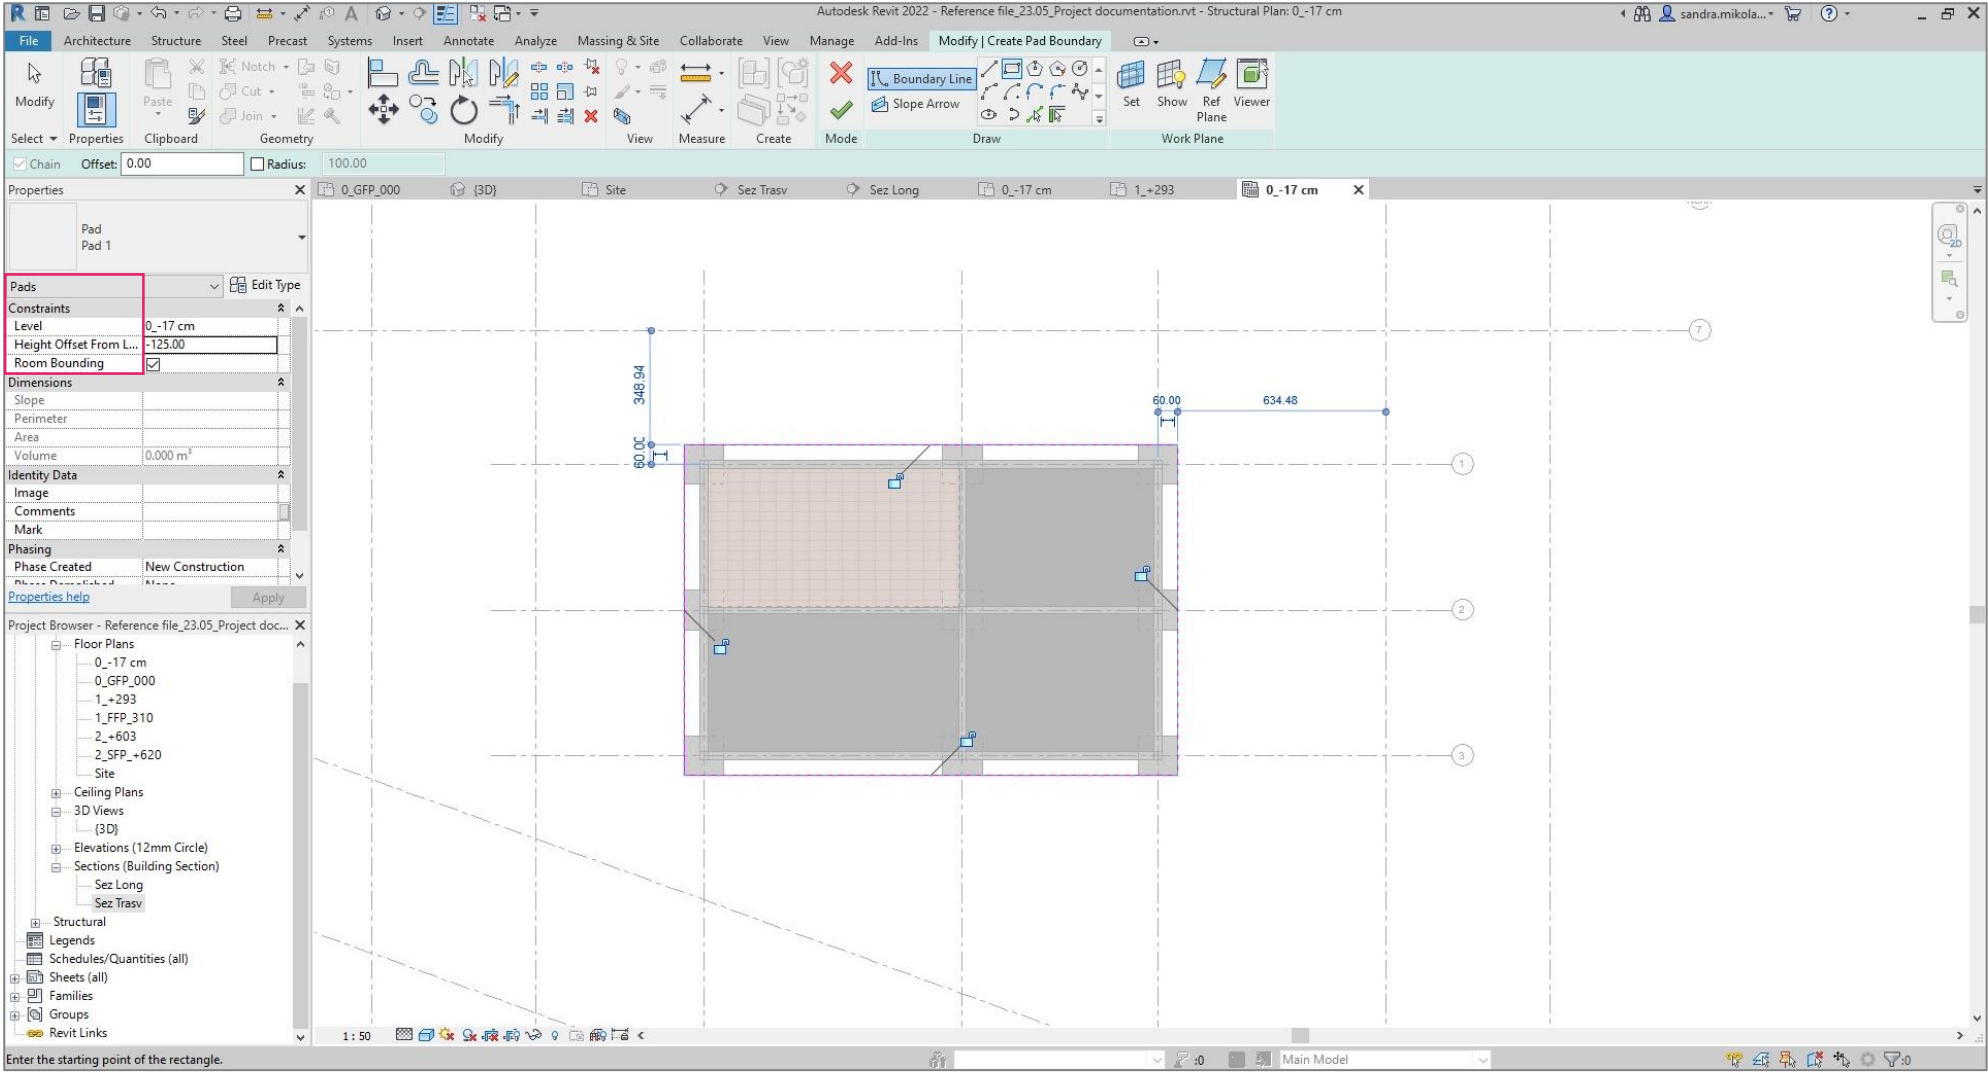 Autodesk Revit 2022 - Reference file_23.05_Project documentation.rvt - Structural Plan: 0_-17 cm
sandra.mikola...
File Architecture Structure Steel Precast Systems Insert Annotate Analyze Massing & Site Collaborate View Manage Add-Ins Modify | Create Pad Boundary
Modify
Paste
Notch
Cut
Join
Boundary Line
Slope Arrow
Set Show Ref Plane Viewer
Select Properties Clipboard Geometry Modify View Measure Create Mode Draw Work Plane
Chain Offset: 0.00 Radius: 100.00
Properties
0_GFP_000 {3D} Site Sez Trasv Sez Long 0_-17 cm 1_+293 0_-17 cm
Pad
Pad 1
Pads Edit Type
Constraints
Level 0_-17 cm
Height Offset From L... -125.00
Room Bounding
Dimensions
Slope
Perimeter
Area
Volume 0.000 m³
Identity Data
Image
Comments
Mark
Phasing
Phase Created New Construction
Properties help Apply
Project Browser - Reference file_23.05_Project doc...
Floor Plans
0_-17 cm
0_GFP_000
1_+293
1_FFP_310
2_+603
2_SFP_+620
Site
Ceiling Plans
3D Views
{3D}
Elevations (12mm Circle)
Sections (Building Section)
Sez Long
Sez Trasv
Structural
Legends
Schedules/Quantities (all)
Sheets (all)
Families
Groups
Revit Links
7
348.94
60.00 634.48
60.00
1
2
3
2D
1 : 50
Enter the starting point of the rectangle.
:0
Main Model
:0